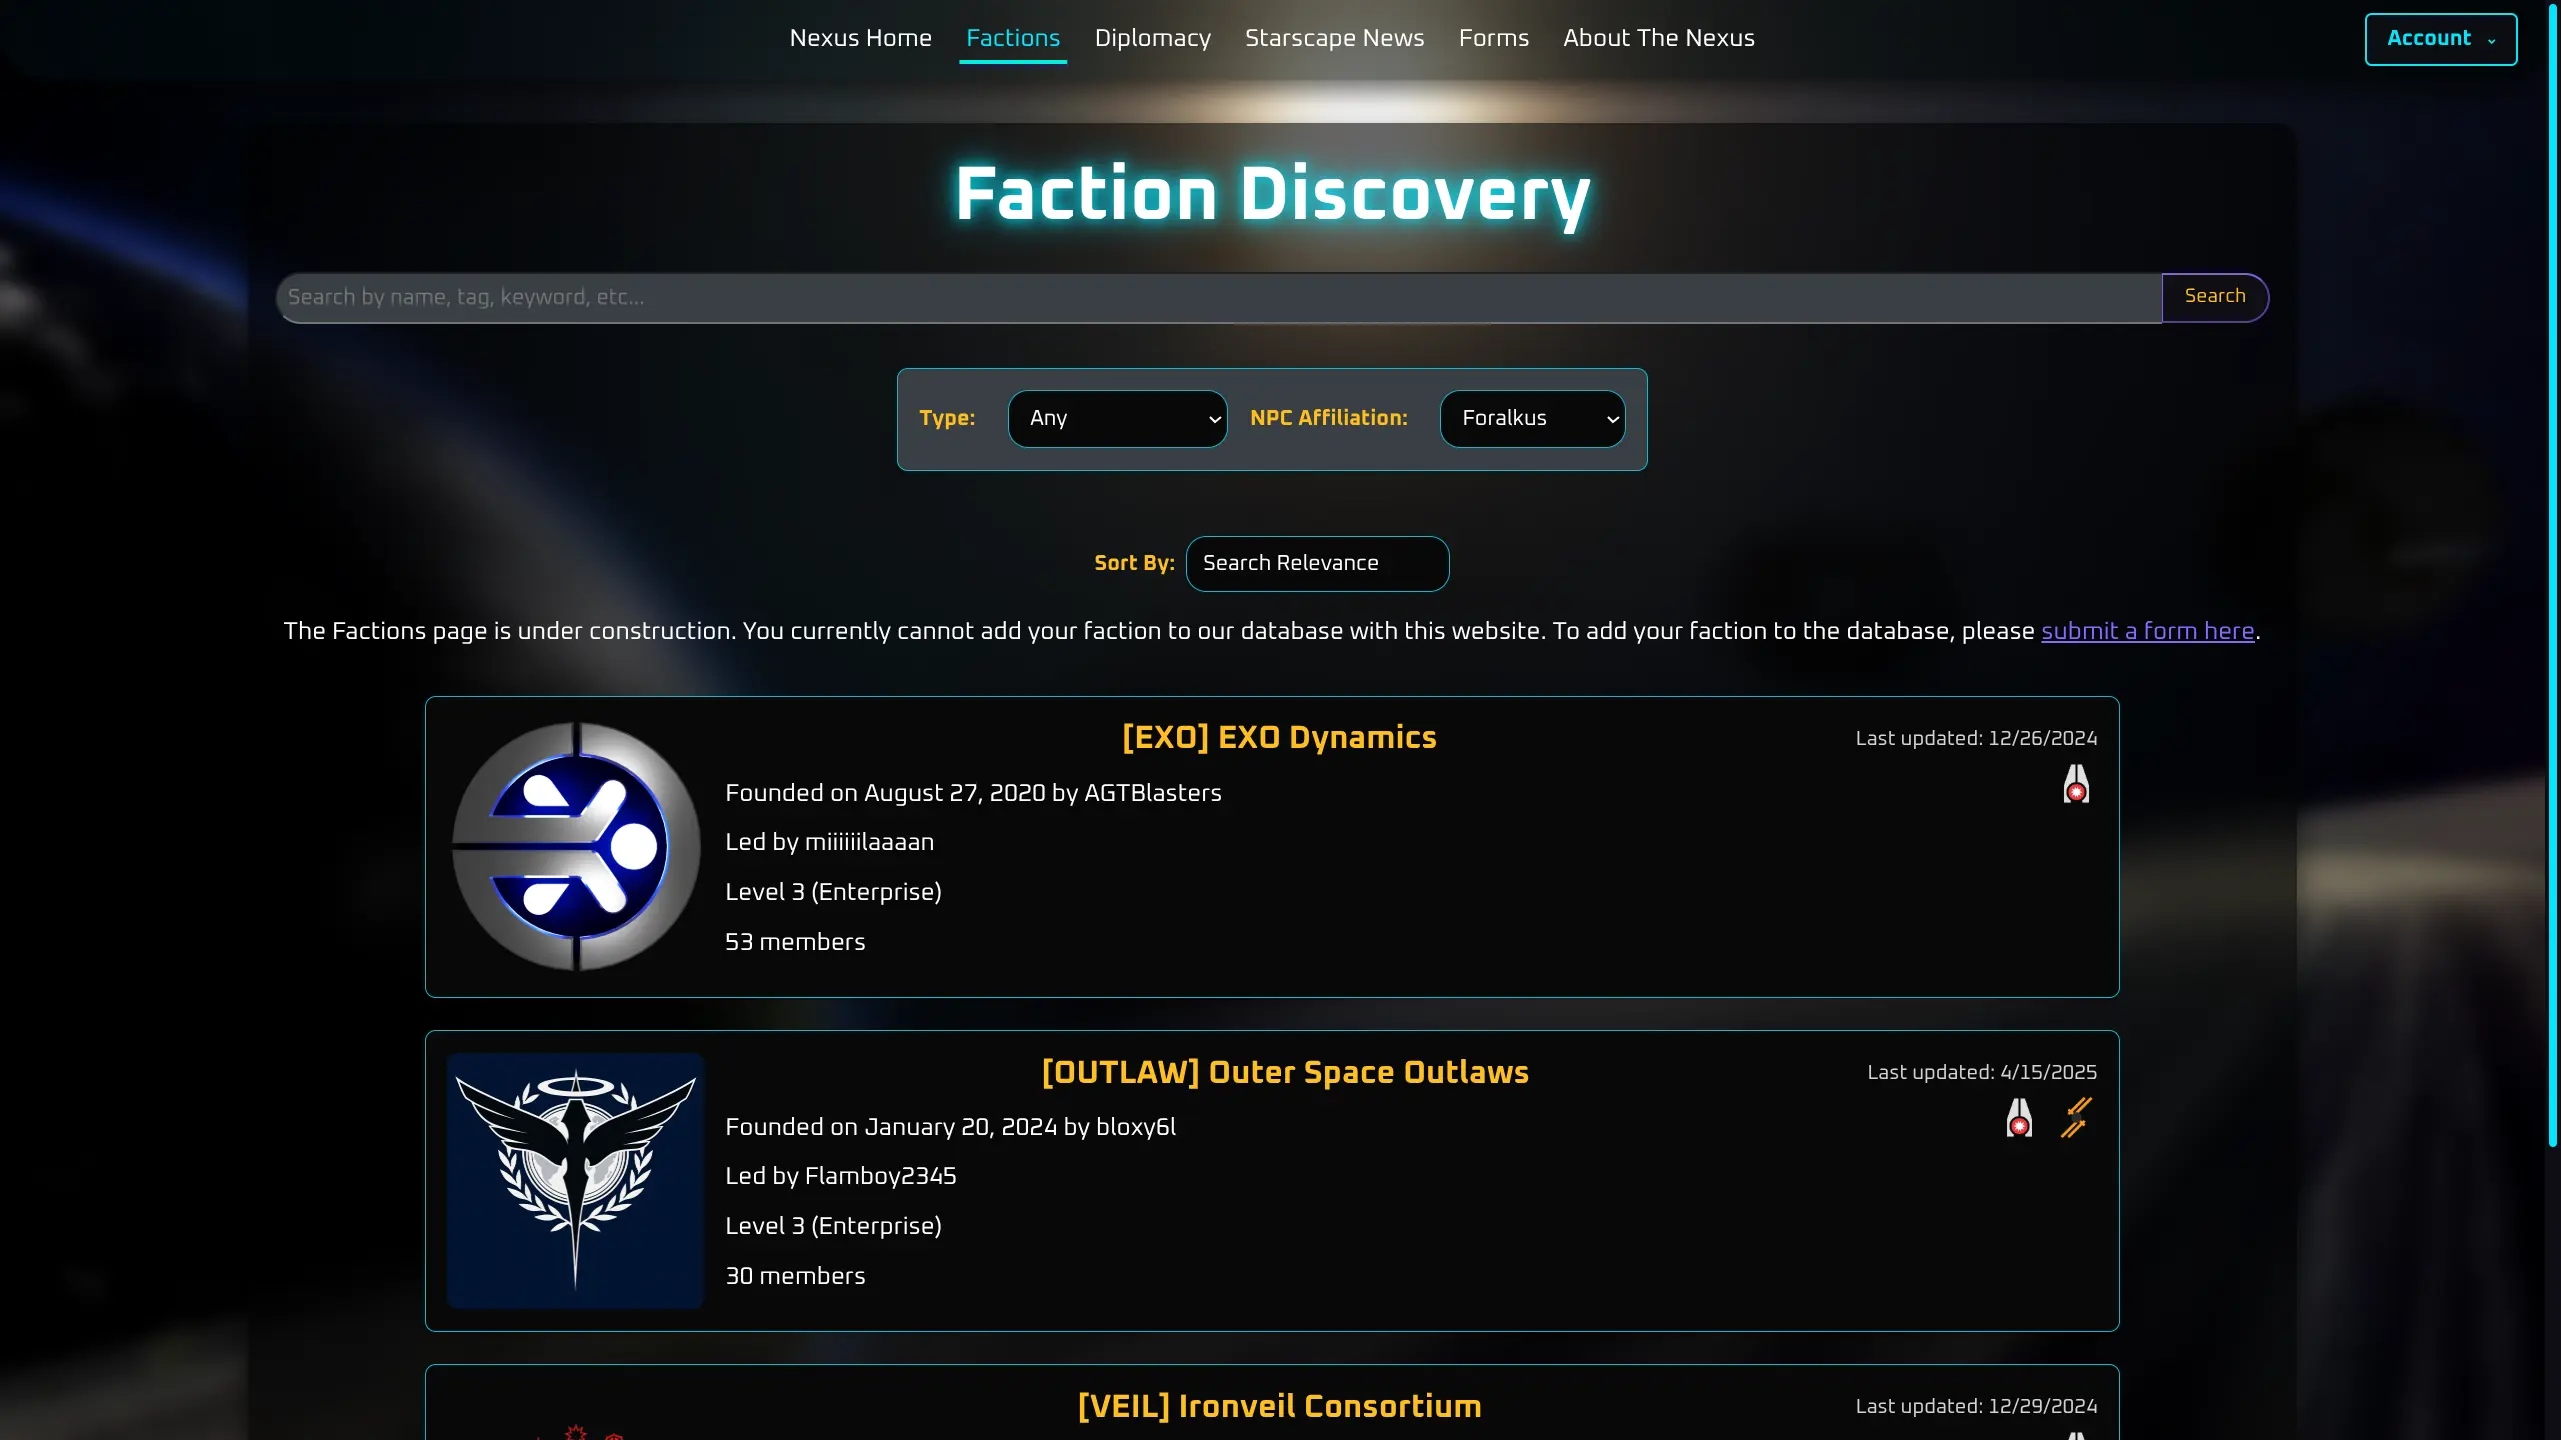 Nexus Home Factions Diplomacy Starscape News Forms About The Nexus Account
Faction Discovery
Search by name, tag, keyword, etc... Search
Type: Any NPC Affiliation: Foralkus
Sort By: Search Relevance
The Factions page is under construction. You currently cannot add your faction to our database with this website. To add your faction to the database, please submit a form here.
[EXO] EXO Dynamics
Last updated: 12/26/2024
Founded on August 27, 2020 by AGTBlasters
Led by miiiiiilaaaan
Level 3 (Enterprise)
53 members
[OUTLAW] Outer Space Outlaws
Last updated: 4/15/2025
Founded on January 20, 2024 by bloxy6l
Led by Flamboy2345
Level 3 (Enterprise)
30 members
[VEIL] Ironveil Consortium
Last updated: 12/29/2024